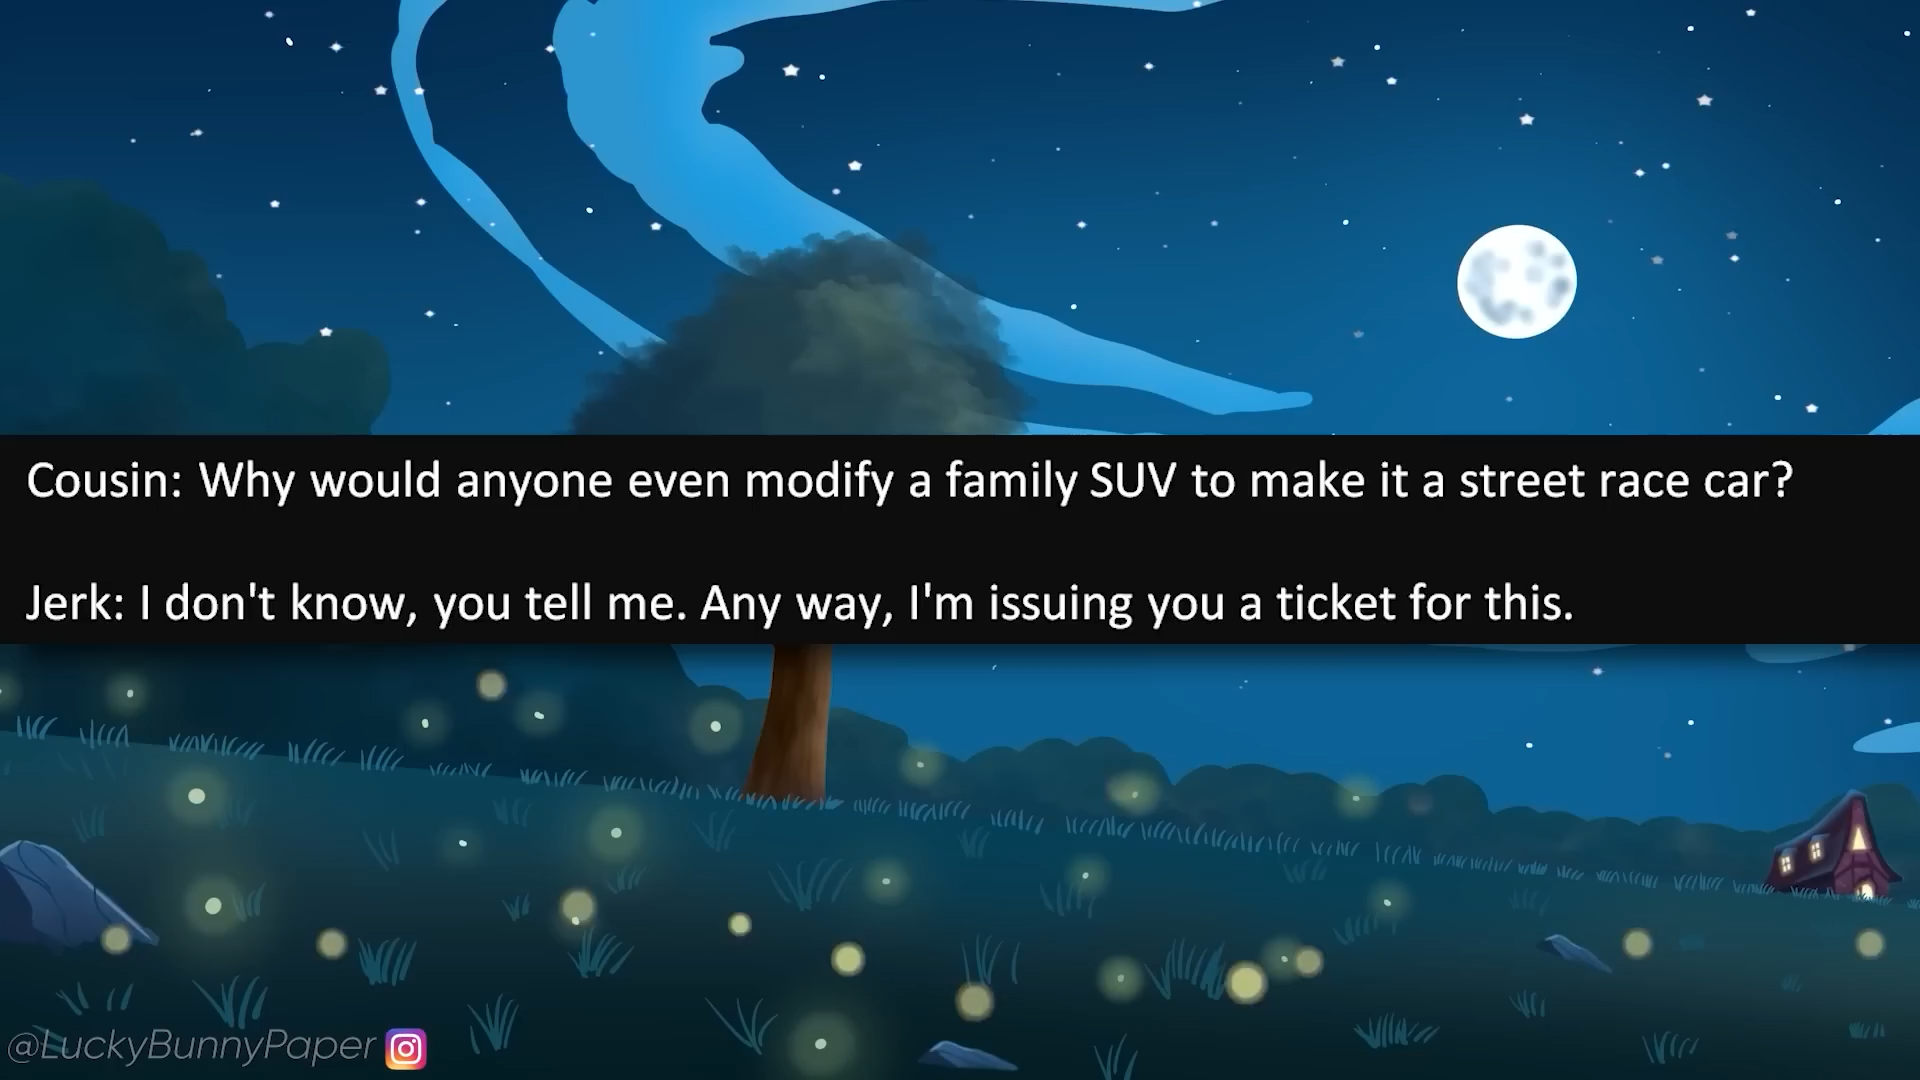 Cousin: Why would anyone even modify a family SUV to make it a street race car?
Jerk: I don't know, you tell me. Any way, I'm issuing you a ticket for this.
@LuckyBunnyPaper